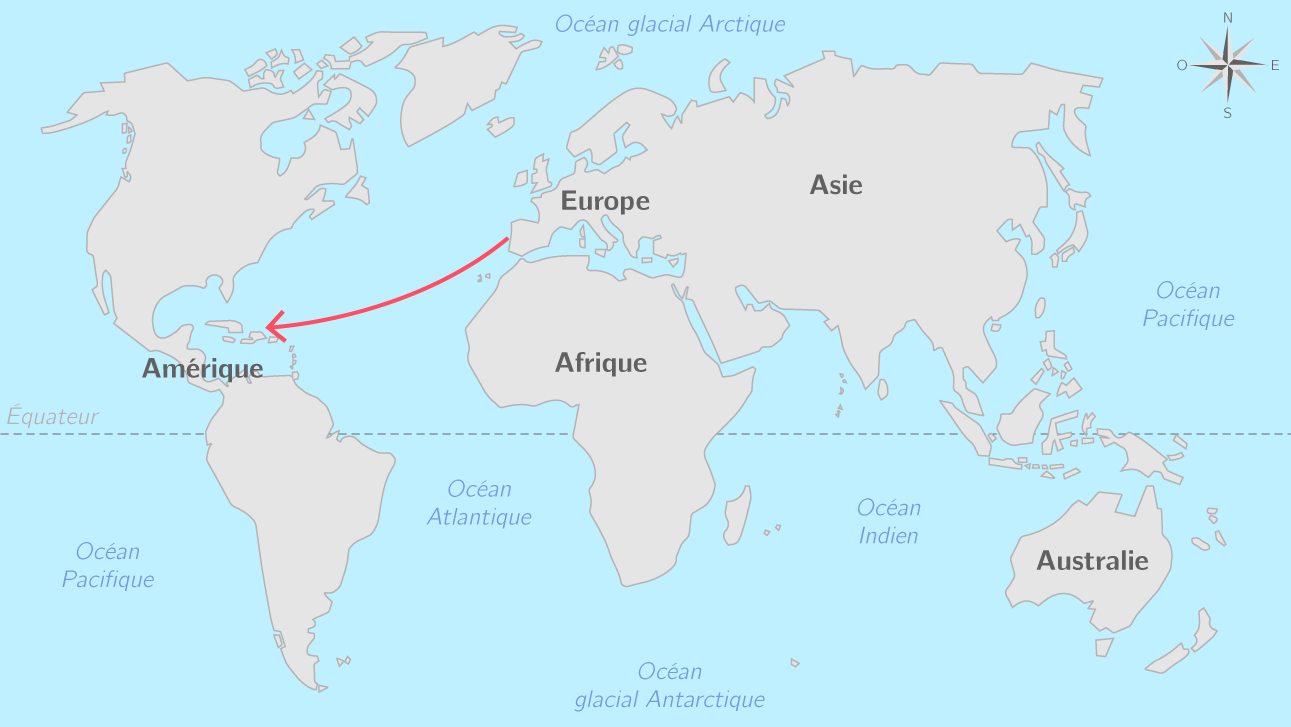 Océan glacial Arctique
N
O
E
S
Asie
Europe
Océan
Pacifique
Afrique
Amérique
Équateur
Océan
Atlantique
Océan
Indien
Océan
Pacifique
Australie
Océan
glacial Antarctique